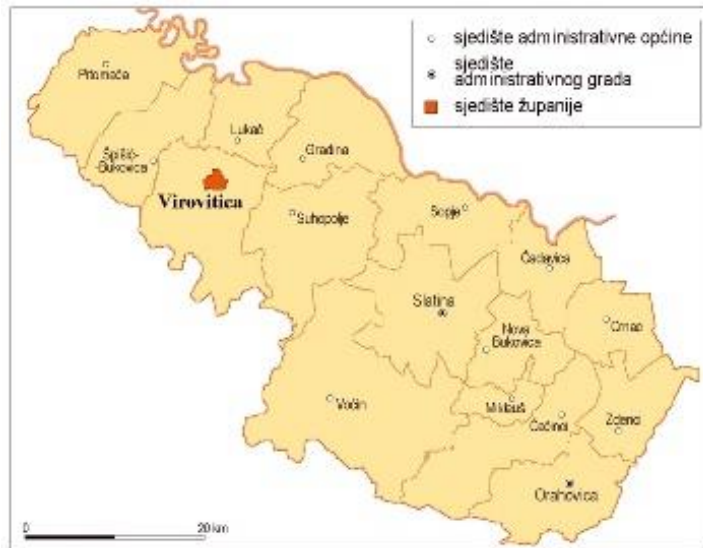 sjedište administrativne općine
sjedište
administrativnog grada
sjedište županije
Pitomača
Lukač
Gradina
Špišić-
Bukovica
Virovitica
Suhopolje
Sopje
Čađavica
Slatina
Nova
Bukovica
Crnac
Voćin
Mikleuš
Čačinci
Zdenci
Orahovica
0
20 km